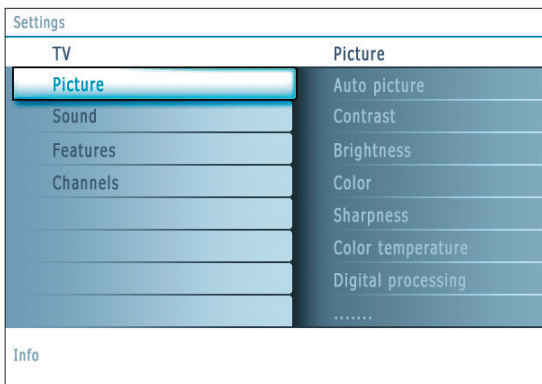 Settings
TV
Picture
Sound
Features
Channels
Picture
Auto picture
Contrast
Brightness
Color
Sharpness
Color temperature
Digital processing
.......
Info